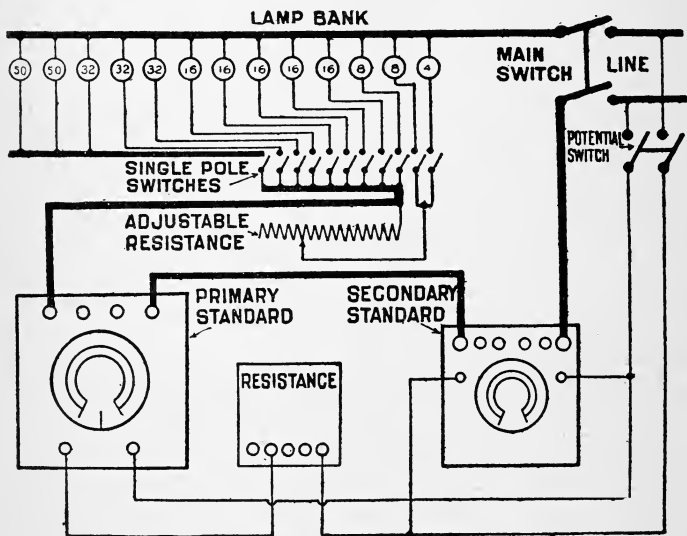 LAMP BANK
50 50 32 32 32 16 16 16 16 16 8 8 4
MAIN
SWITCH
LINE
POTENTIAL
SWITCH
SINGLE POLE
SWITCHES
ADJUSTABLE
RESISTANCE
PRIMARY
STANDARD
SECONDARY
STANDARD
RESISTANCE